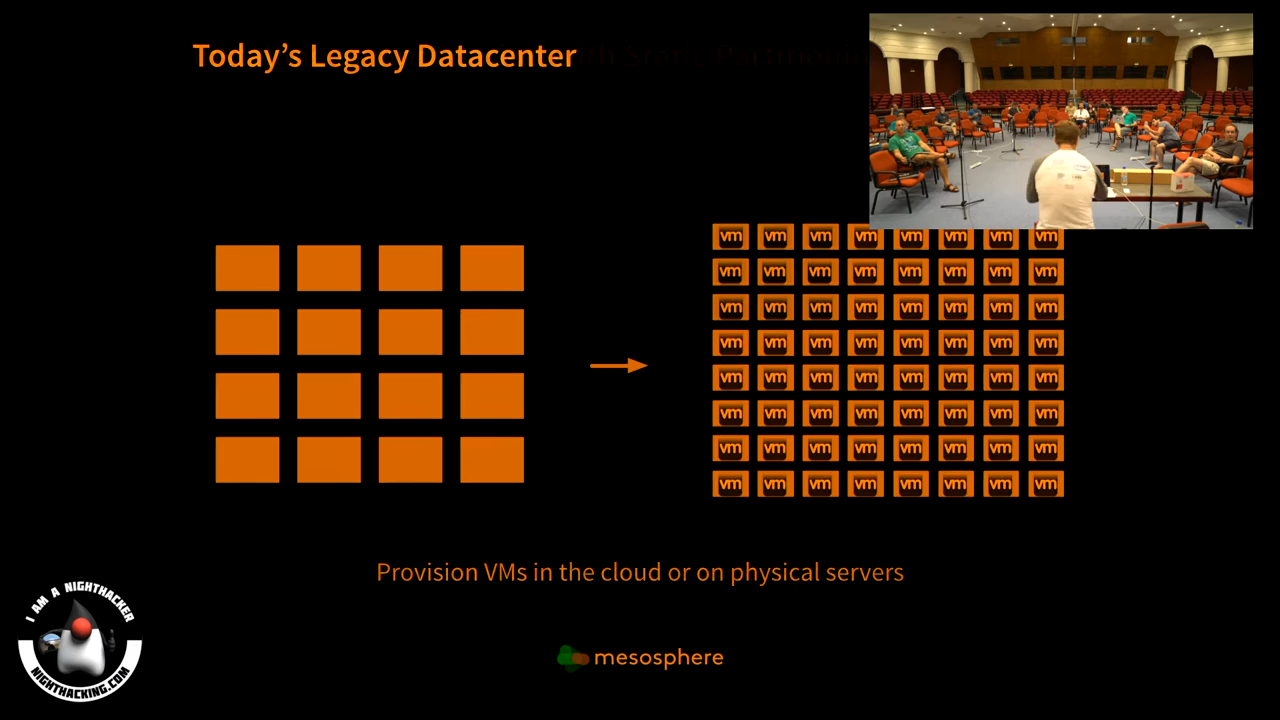 Today's Legacy Datacenter
vm vm vm vm vm vm vm vm
vm vm vm vm vm vm vm vm
vm vm vm vm vm vm vm vm
vm vm vm vm vm vm vm vm
vm vm vm vm vm vm vm vm
vm vm vm vm vm vm vm vm
vm vm vm vm vm vm vm vm
vm vm vm vm vm vm vm vm
Provision VMs in the cloud or on physical servers
I AM A NIGHTHACKER
NIGHTHACKING.COM
mesosphere